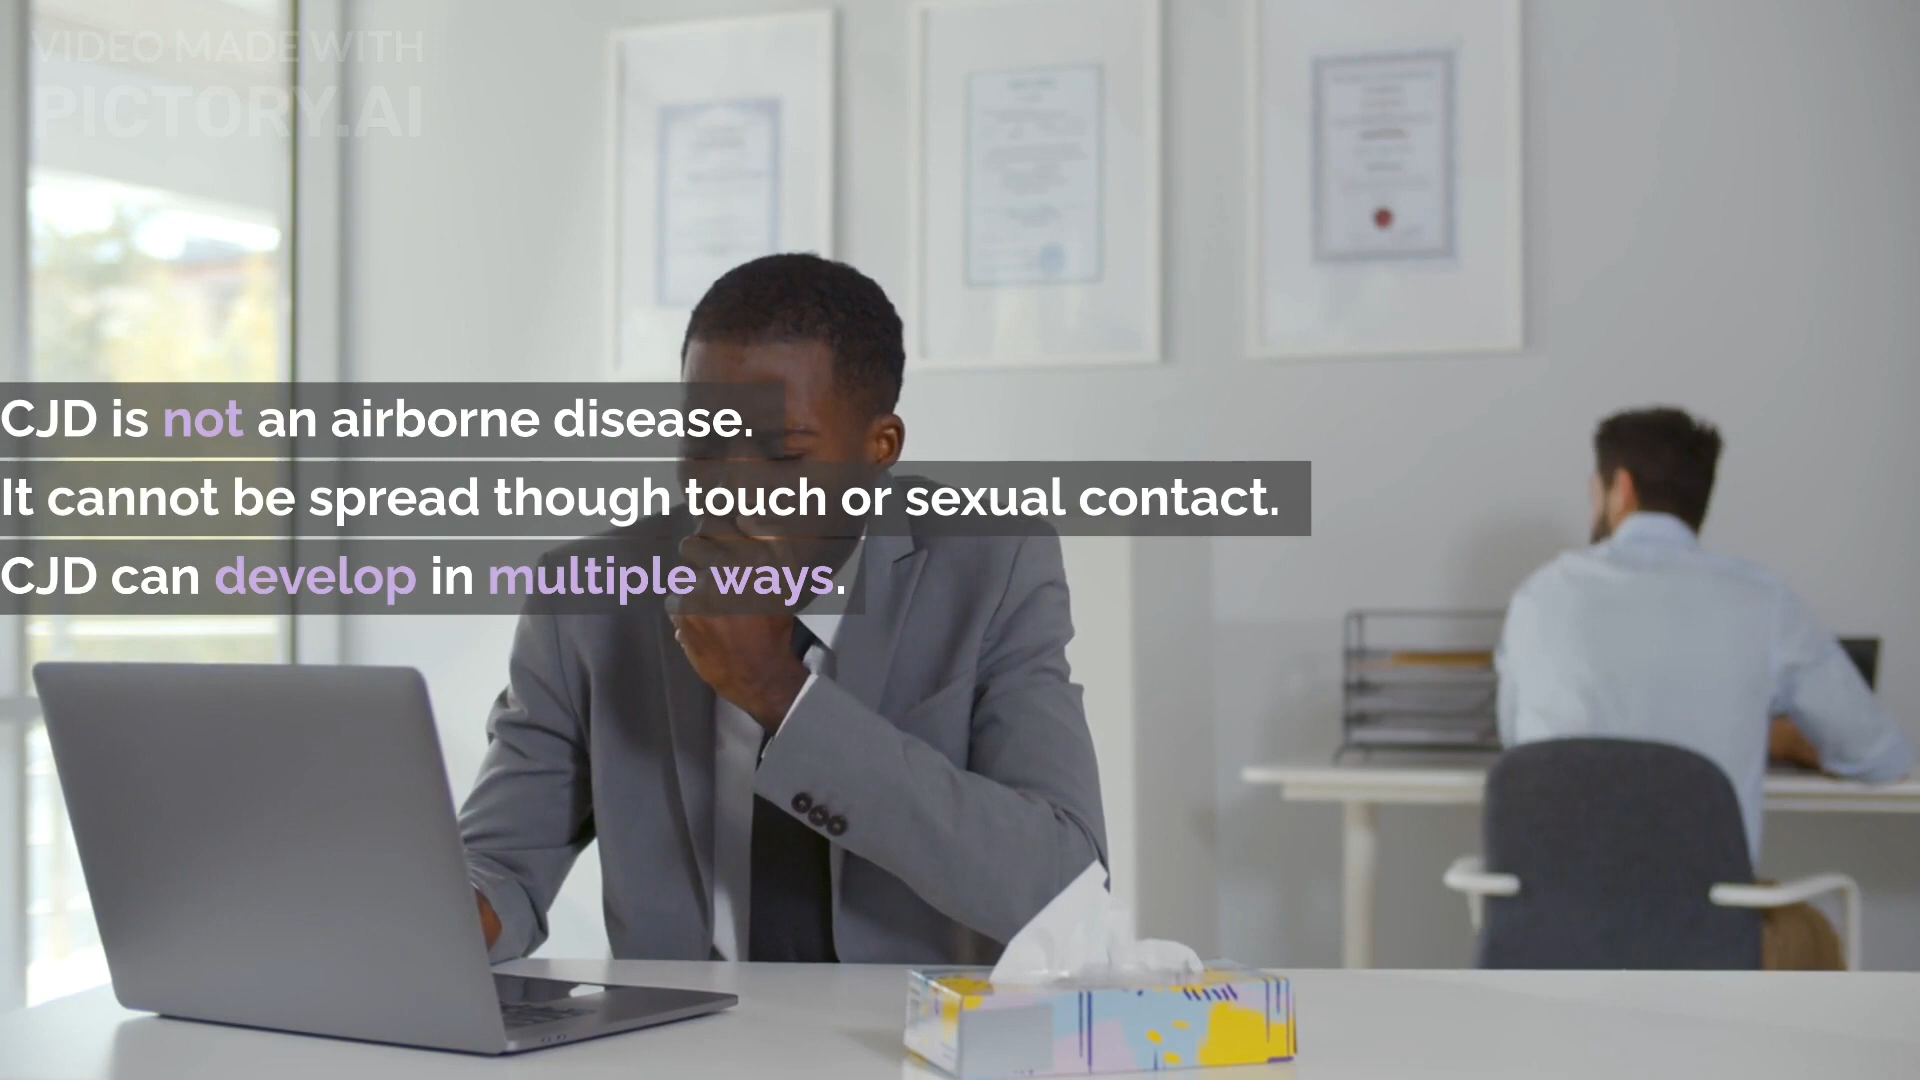 VIDEO MADE WITH
PICTORY.AI
CJD is not an airborne disease.
It cannot be spread though touch or sexual contact.
CJD can develop in multiple ways.